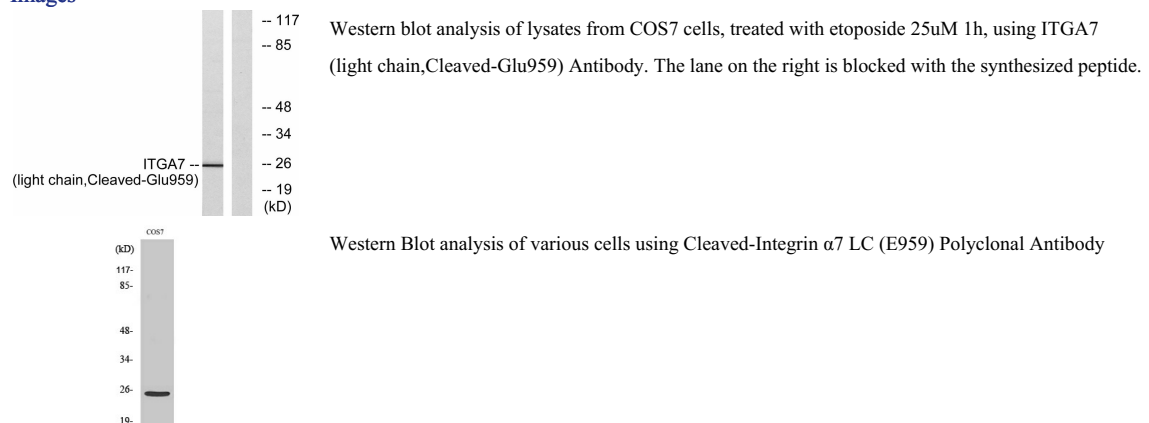 Images
-- 117
-- 85
-- 48
-- 34
ITGA7 --
-- 26
(light chain,Cleaved-Glu959)
-- 19
(kD)
Western blot analysis of lysates from COS7 cells, treated with etoposide 25uM 1h, using ITGA7
(light chain,Cleaved-Glu959) Antibody. The lane on the right is blocked with the synthesized peptide.
COS7
(kD)
117-
85-
48-
34-
26-
19-
Western Blot analysis of various cells using Cleaved-Integrin α7 LC (E959) Polyclonal Antibody